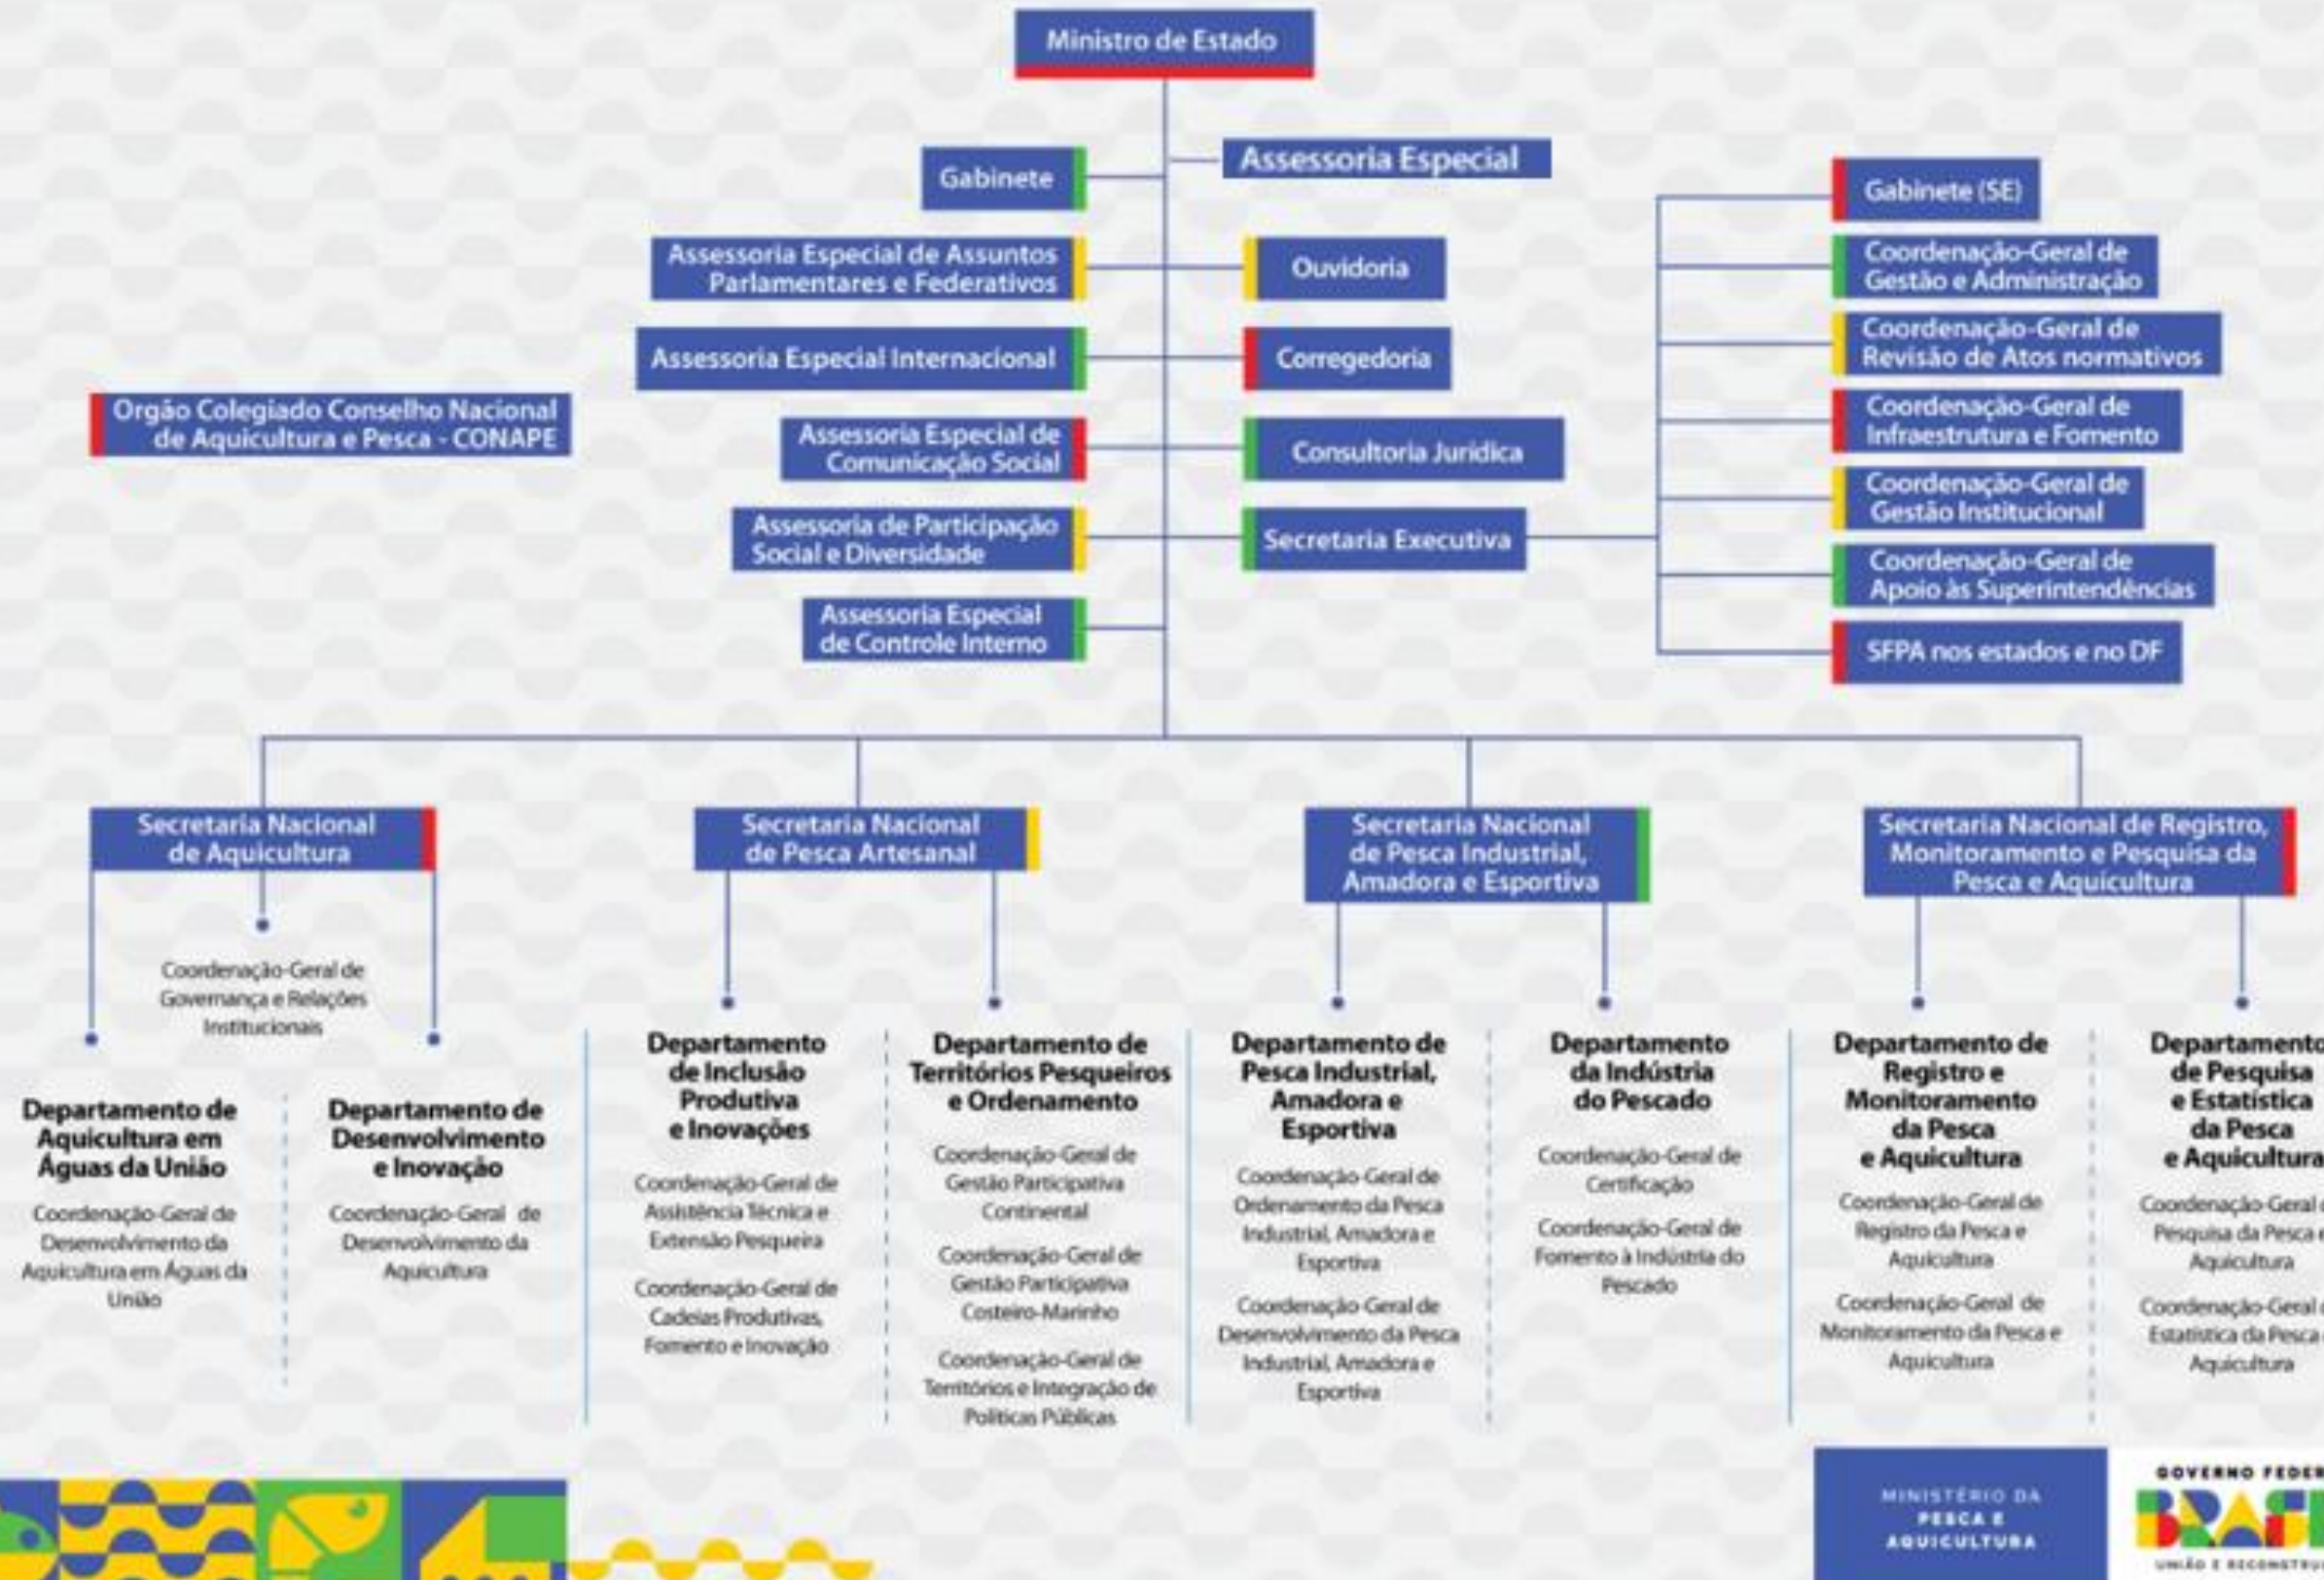 Ministro de Estado
Gabinete
Assessoria Especial
Assessoria Especial de Assuntos
Parlamentares e Federativos
Ouvidoria
Assessoria Especial Internacional
Corregedoria
Assessoria Especial de
Comunicação Social
Consultoria Jurídica
Assessoria de Participação
Social e Diversidade
Secretaria Executiva
Assessoria Especial
de Controle Interno
Orgão Colegiado Conselho Nacional
de Aquicultura e Pesca - CONAPE
Gabinete (SE)
Coordenação-Geral de
Gestão e Administração
Coordenação-Geral de
Revisão de Atos normativos
Coordenação-Geral de
Infraestrutura e Fomento
Coordenação-Geral de
Gestão Institucional
Coordenação-Geral de
Apoio às Superintendências
SFPA nos estados e no DF
Secretaria Nacional
de Aquicultura
Coordenação-Geral de
Governança e Relações
Institucionais
Departamento de
Aquicultura em
Águas da União
Coordenação-Geral de
Desenvolvimento da
Aquicultura em Águas da
União
Departamento de
Desenvolvimento
e Inovação
Coordenação-Geral de
Desenvolvimento da
Aquicultura
Secretaria Nacional
de Pesca Artesanal
Departamento
de Inclusão
Produtiva
e Inovações
Coordenação-Geral de
Assistência Técnica e
Extensão Pesqueira
Coordenação-Geral de
Cadeias Produtivas,
Fomento e Inovação
Departamento de
Territórios Pesqueiros
e Ordenamento
Coordenação-Geral de
Gestão Participativa
Continental
Coordenação-Geral de
Gestão Participativa
Costeiro-Marinho
Coordenação-Geral de
Territórios e Integração de
Políticas Públicas
Secretaria Nacional
de Pesca Industrial,
Amadora e Esportiva
Departamento de
Pesca Industrial,
Amadora e
Esportiva
Coordenação-Geral de
Ordenamento da Pesca
Industrial, Amadora e
Esportiva
Coordenação-Geral de
Desenvolvimento da Pesca
Industrial, Amadora e
Esportiva
Departamento
da Indústria
do Pescado
Coordenação-Geral de
Certificação
Coordenação-Geral de
Fomento à Indústria do
Pescado
Secretaria Nacional de Registro,
Monitoramento e Pesquisa da
Pesca e Aquicultura
Departamento de
Registro e
Monitoramento
da Pesca
e Aquicultura
Coordenação-Geral de
Registro da Pesca e
Aquicultura
Coordenação-Geral de
Monitoramento da Pesca e
Aquicultura
Departamento
de Pesquisa
e Estatística
da Pesca
e Aquicultura
Coordenação-Geral
Pesquisa da Pesca e
Aquicultura
Coordenação-Geral
Estatística da Pesca
Aquicultura
MINISTÉRIO DA
PESCA E
AQUICULTURA
GOVERNO
UNIÃO E